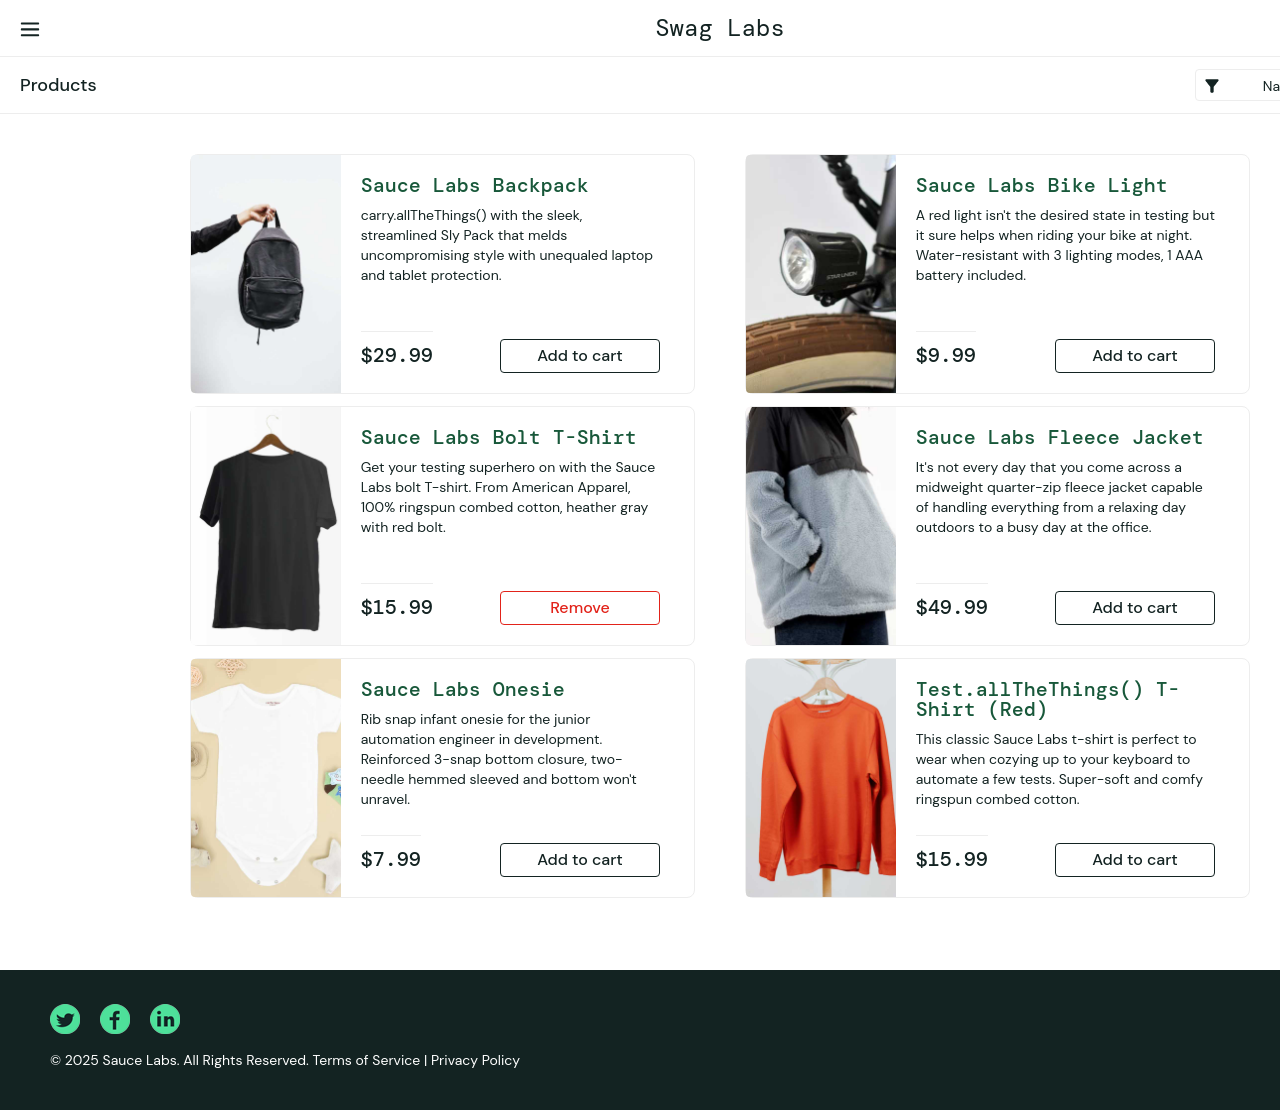 Swag Labs
Products
Na
Sauce Labs Backpack
carry.allTheThings() with the sleek,
streamlined Sly Pack that melds
uncompromising style with unequaled laptop
and tablet protection.
$29.99
Add to cart
Sauce Labs Bike Light
A red light isn't the desired state in testing but
it sure helps when riding your bike at night.
Water-resistant with 3 lighting modes, 1 AAA
battery included.
$9.99
Add to cart
Sauce Labs Bolt T-Shirt
Get your testing superhero on with the Sauce
Labs bolt T-shirt. From American Apparel,
100% ringspun combed cotton, heather gray
with red bolt.
$15.99
Remove
Sauce Labs Fleece Jacket
It's not every day that you come across a
midweight quarter-zip fleece jacket capable
of handling everything from a relaxing day
outdoors to a busy day at the office.
$49.99
Add to cart
Sauce Labs Onesie
Rib snap infant onesie for the junior
automation engineer in development.
Reinforced 3-snap bottom closure, two-
needle hemmed sleeved and bottom won't
unravel.
$7.99
Add to cart
Test.allTheThings() T-
Shirt (Red)
This classic Sauce Labs t-shirt is perfect to
wear when cozying up to your keyboard to
automate a few tests. Super-soft and comfy
ringspun combed cotton.
$15.99
Add to cart
© 2025 Sauce Labs. All Rights Reserved. Terms of Service | Privacy Policy